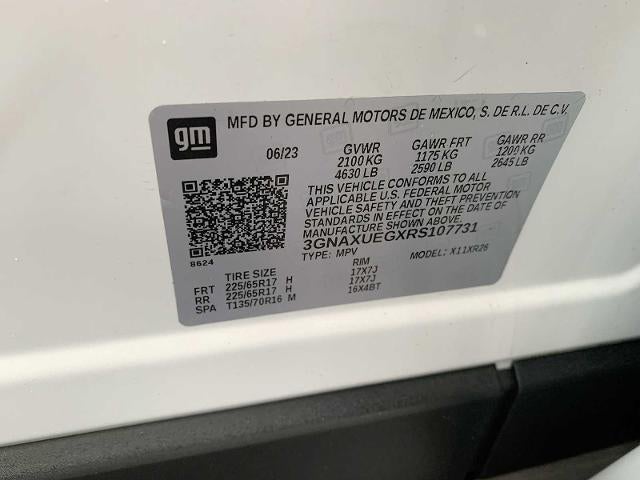 gm
MFD BY GENERAL MOTORS DE MEXICO, S. DE R.L. DE C.V.
06/23 GVWR GAWR FRT GAWR RR
2100 KG 1175 KG 1200 KG
4630 LB 2590 LB 2645 LB
THIS VEHICLE CONFORMS TO ALL
APPLICABLE U.S. FEDERAL MOTOR
VEHICLE SAFETY AND THEFT PREVENTION
STANDARDS IN EFFECT ON THE DATE OF
MANUFACTURE SHOWN ABOVE.
3GNAXUEGXRS107731
8624 TYPE: MPV MODEL: X11XR26
TIRE SIZE RIM
FRT 225/65R17 H 17X7J
RR 225/65R17 H 17X7J
SPA T135/70R16 M 16X4BT